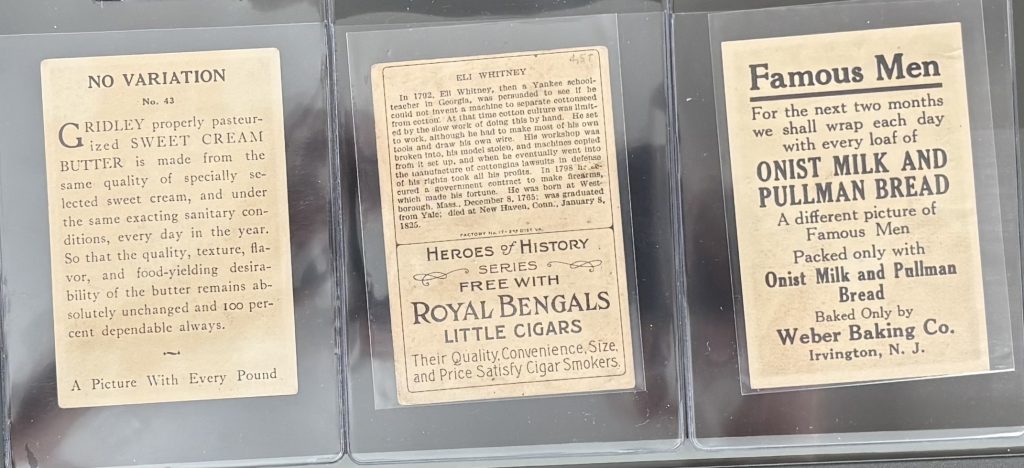 NO VARIATION
No. 43
GRIDLEY properly pasteur-
ized SWEET CREAM
BUTTER is made from the
same quality of specially se-
lected sweet cream, and under
the same exacting sanitary con-
ditions, every day in the year.
So that the quality, texture, fla-
vor, and food-yielding desira-
bility of the butter remains ab-
solutely unchanged and 100 per-
cent dependable always.
A Picture With Every Pound
ELI WHITNEY
In 1792, Eli Whitney, then a Yankee school-
teacher in Georgia, was persuaded to see if he
could not invent a machine to separate cottonseed
from cotton. At that time cotton culture was limit-
ed by the slow work of doing this by hand. He set
to work, although he had to make most of his own
tools and draw his own wire. His workshop was
broken into, his model stolen, and machines copied
from it set up, and when he eventually went into
the manufacture of cottongins lawsuits in defense
of his rights took all his profits. In 1798 he se-
cured a government contract to make firearms,
which made his fortune. He was born at West-
borough, Mass., December 8, 1765; was graduated
from Yale; died at New Haven, Conn., January 8,
1825.
FACTORY No. 17-2ND DIST. VA.
HEROES of HISTORY
SERIES
FREE WITH
ROYAL BENGALS
LITTLE CIGARS
Their Quality, Convenience, Size,
and Price Satisfy Cigar Smokers.
Famous Men
For the next two months
we shall wrap each day
with every loaf of
ONIST MILK AND
PULLMAN BREAD
A different picture of
Famous Men
Packed only with
Onist Milk and Pullman
Bread
Baked Only by
Weber Baking Co.
Irvington, N. J.